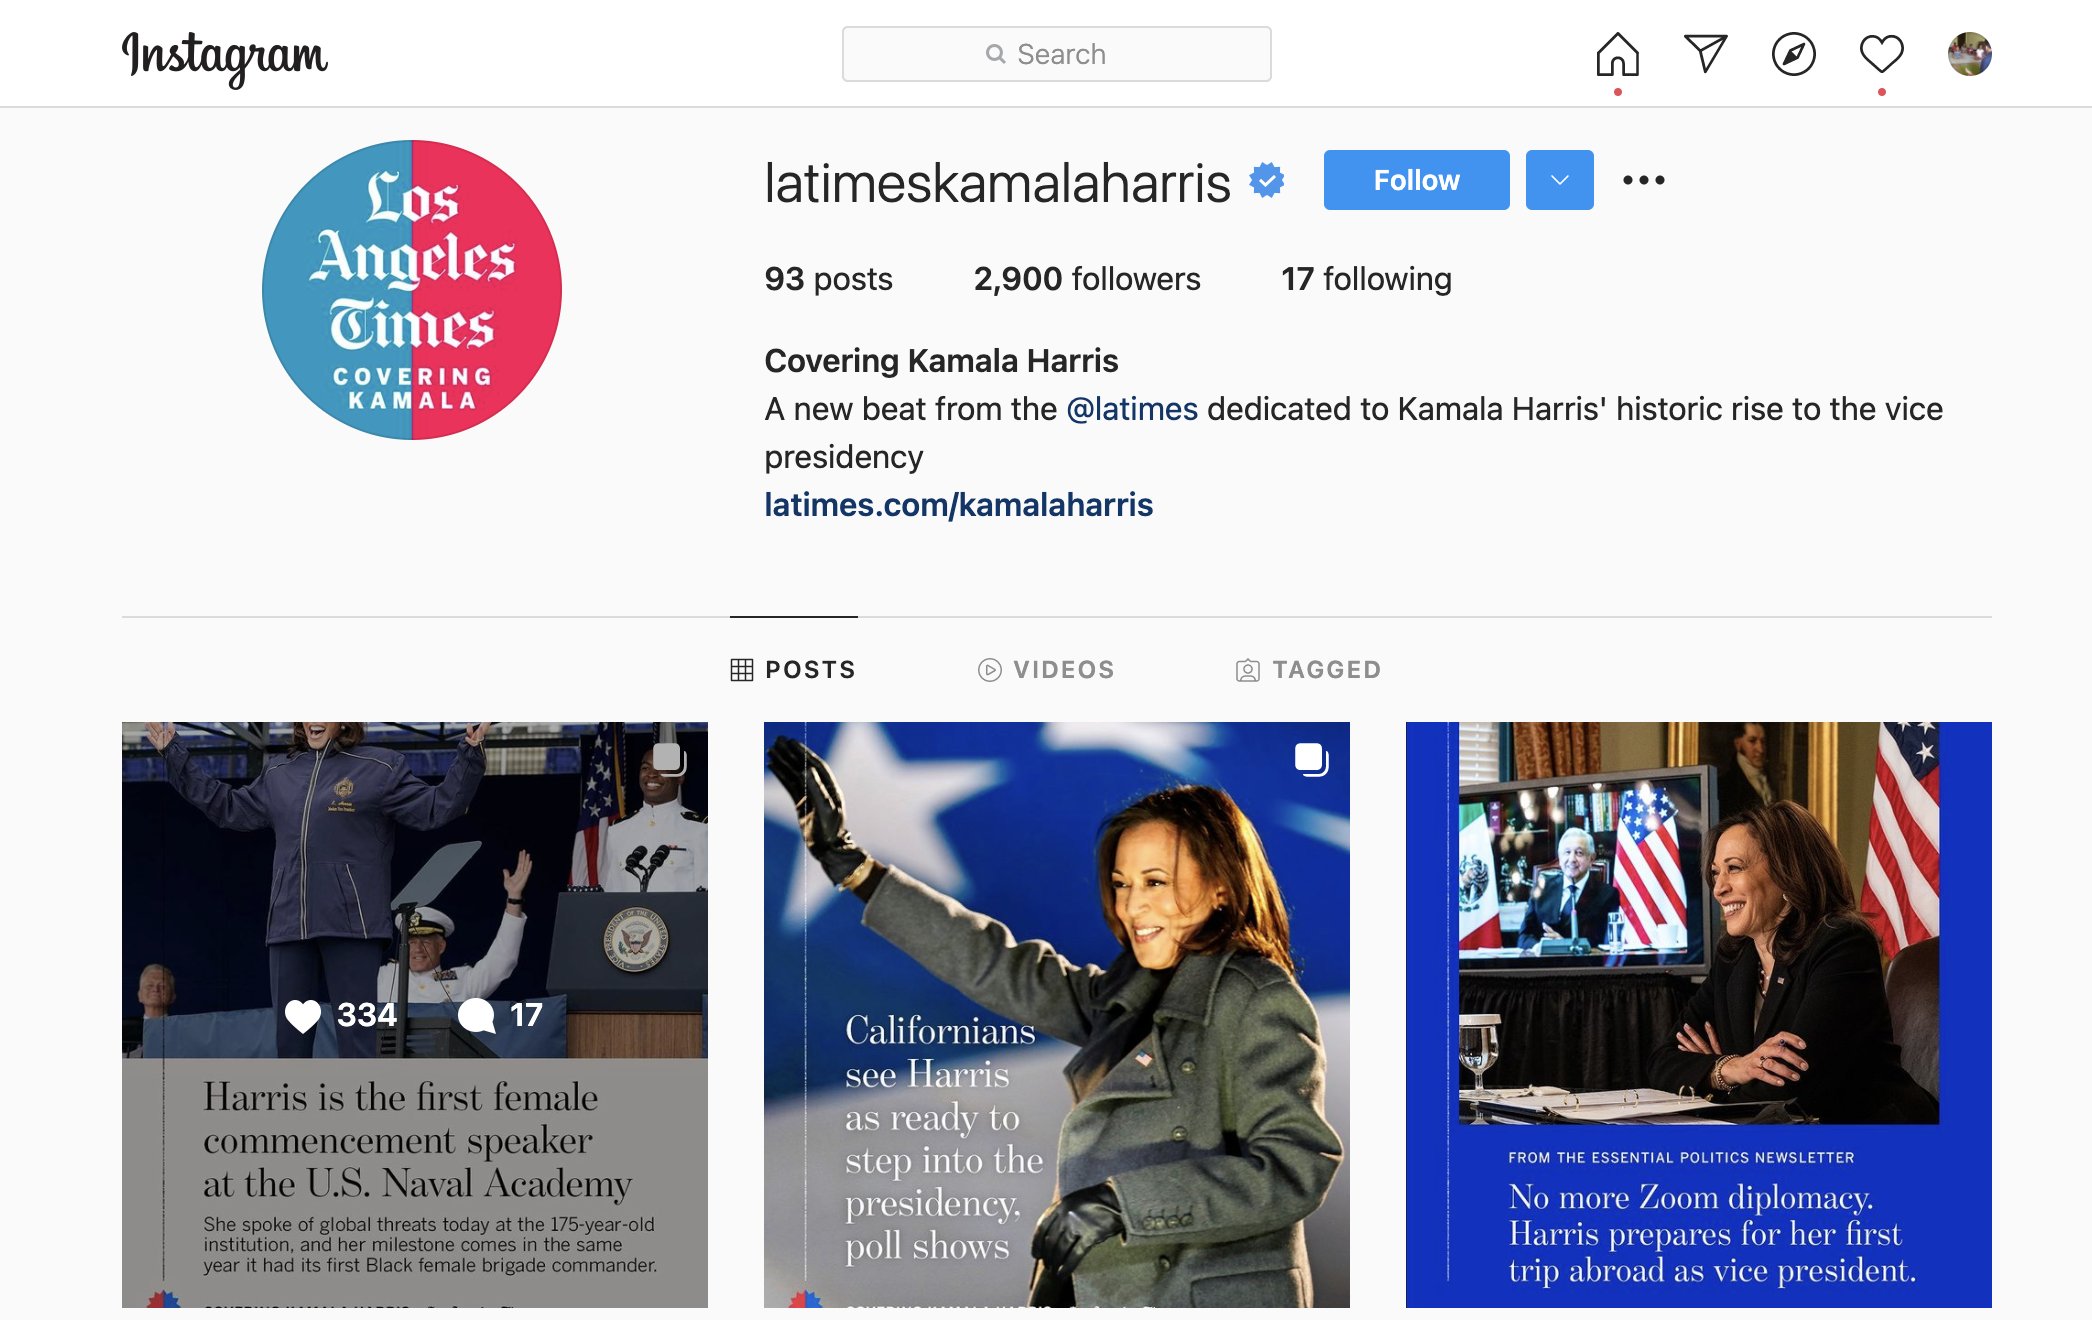 Instagram
Search
Los
Angeles
Times
COVERING
KAMALA
latimeskamalaharris
Follow
93 posts
2,900 followers
17 following
Covering Kamala Harris
A new beat from the @latimes dedicated to Kamala Harris' historic rise to the vice
presidency
latimes.com/kamalaharris
POSTS
VIDEOS
TAGGED
334
17
Harris is the first female
commencement speaker
at the U.S. Naval Academy
She spoke of global threats today at the 175-year-old
institution, and her milestone comes in the same
year it had its first Black female brigade commander.
Californians
see Harris
as ready to
step into the
presidency,
poll shows
FROM THE ESSENTIAL POLITICS NEWSLETTER
No more Zoom diplomacy.
Harris prepares for her first
trip abroad as vice president.